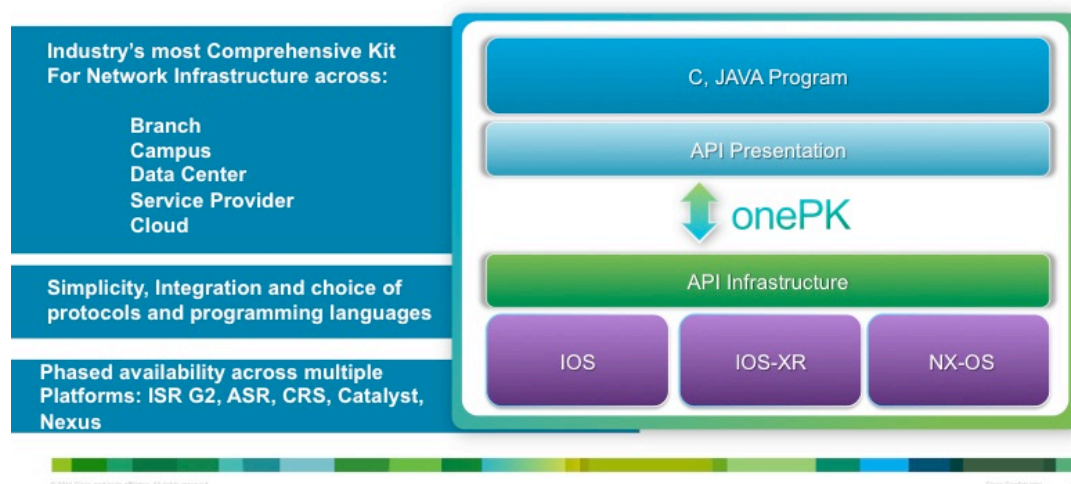 Industry's most Comprehensive Kit
For Network Infrastructure across:
Branch
Campus
Data Center
Service Provider
Cloud
Simplicity, Integration and choice of
protocols and programming languages
Phased availability across multiple
Platforms: ISR G2, ASR, CRS, Catalyst,
Nexus
C, JAVA Program
API Presentation
onePK
API Infrastructure
IOS
IOS-XR
NX-OS